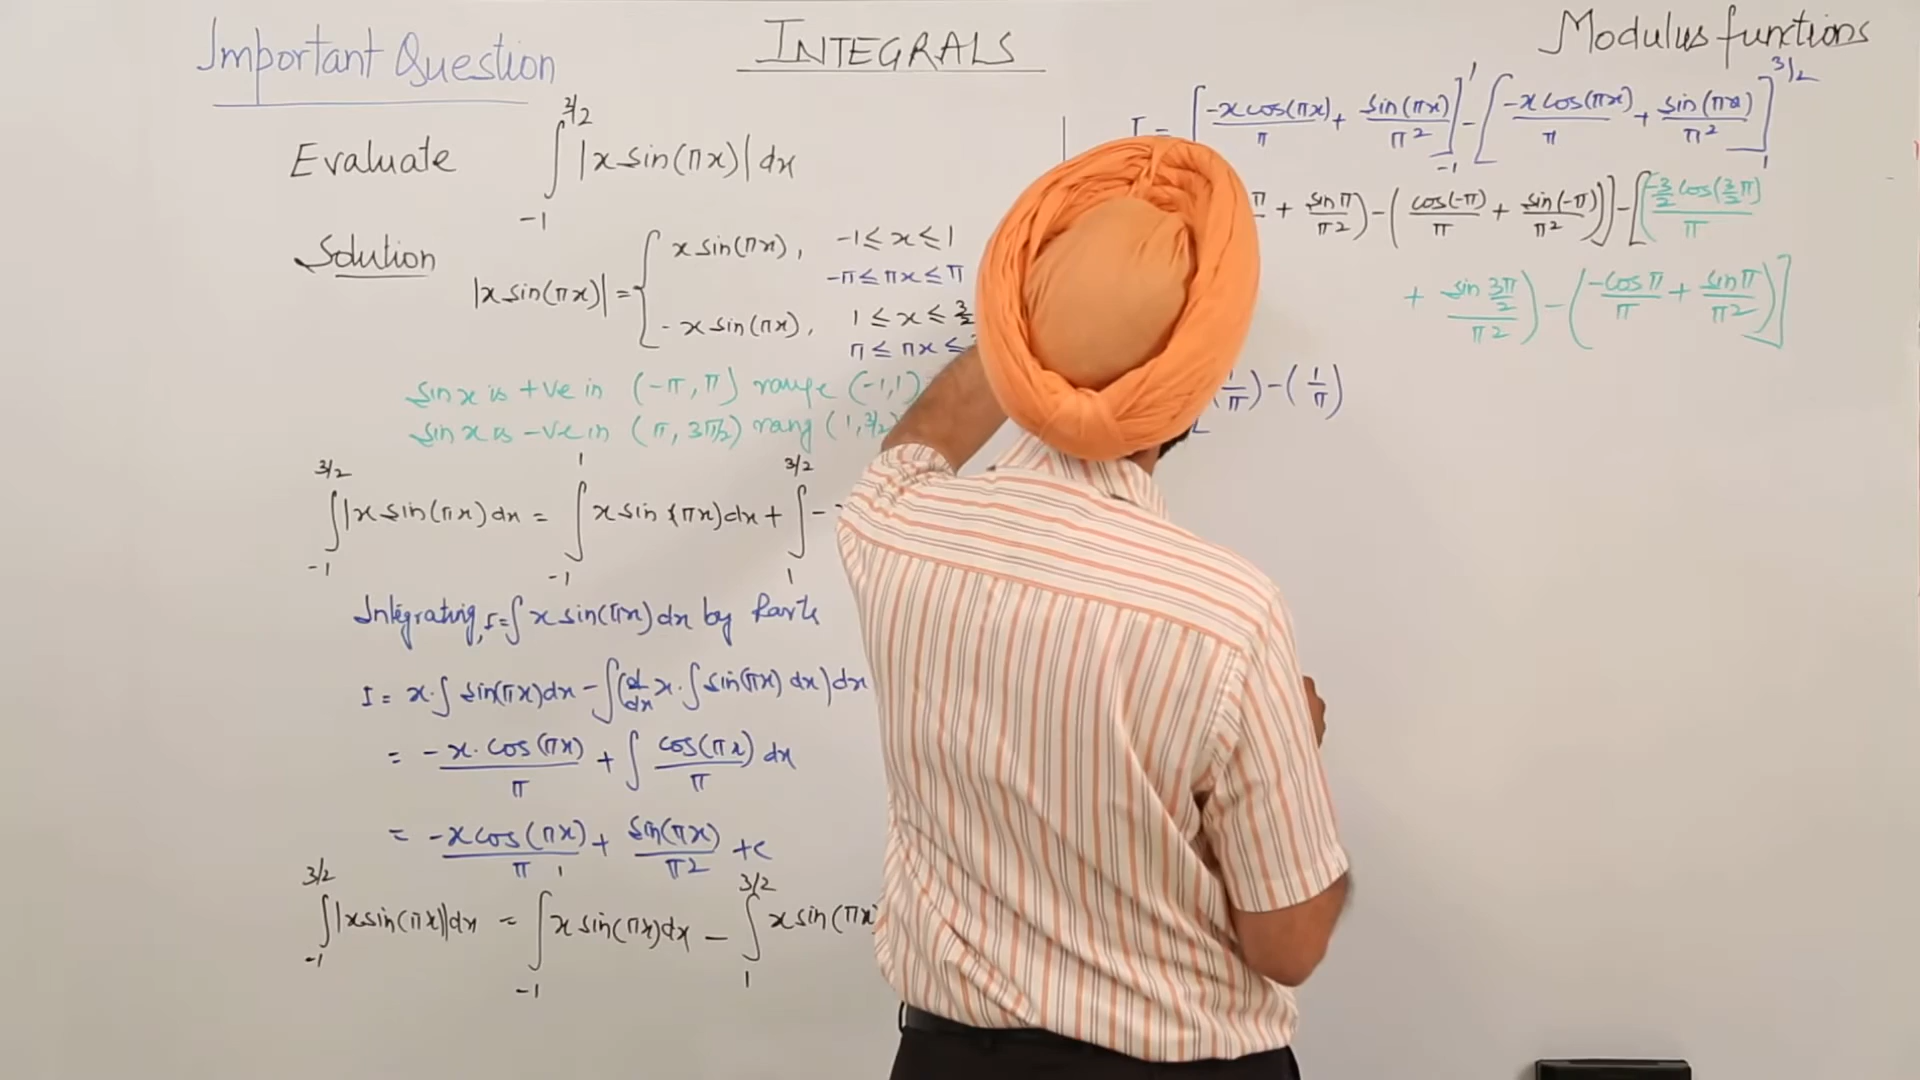 Important Question
INTEGRALS
Modulus functions
Evaluate ∫_{-1}^{3/2} |x sin(πx)| dx
Solution
|x sin(πx)| = { x sin(πx), -1 ≤ x ≤ 1
-π ≤ πx ≤ π
-x sin(πx), 1 ≤ x ≤ 3/2
π ≤ πx ≤
sin x is +ve in (-π, π) range (-1, 1)
sin x is -ve in (π, 3π/2) rang (1, 3/2)
∫_{-1}^{3/2} |x sin(πx) dx = ∫_{-1}^{1} x sin(πx) dx + ∫_{1}^{3/2} -
Integrating, I = ∫ x sin(πx) dx by Parts
I = x·∫ sin(πx) dx - ∫(d/dx x·∫ sin(πx) dx) dx
= -x·cos(πx)/π + ∫ cos(πx)/π dx
= -x cos(πx)/π + sin(πx)/π2 + c
∫_{-1}^{3/2} |x sin(πx)| dx = ∫_{-1}^{1} x sin(πx) dx - ∫_{1}^{3/2} x sin(πx)
I = [-x cos(πx)/π + sin(πx)/π2]_{-1}^{1} - [-x cos(πx)/π + sin(πx)/π2]_{1}^{3/2}
π + sin π/π2) - (cos(-π)/π + sin(-π)/π2)] - [(-3/2 cos(3/2 π)/π
+ sin 3π/2/π2) - (-cos π/π + sin π/π2)]
(1/π) - (1/π)